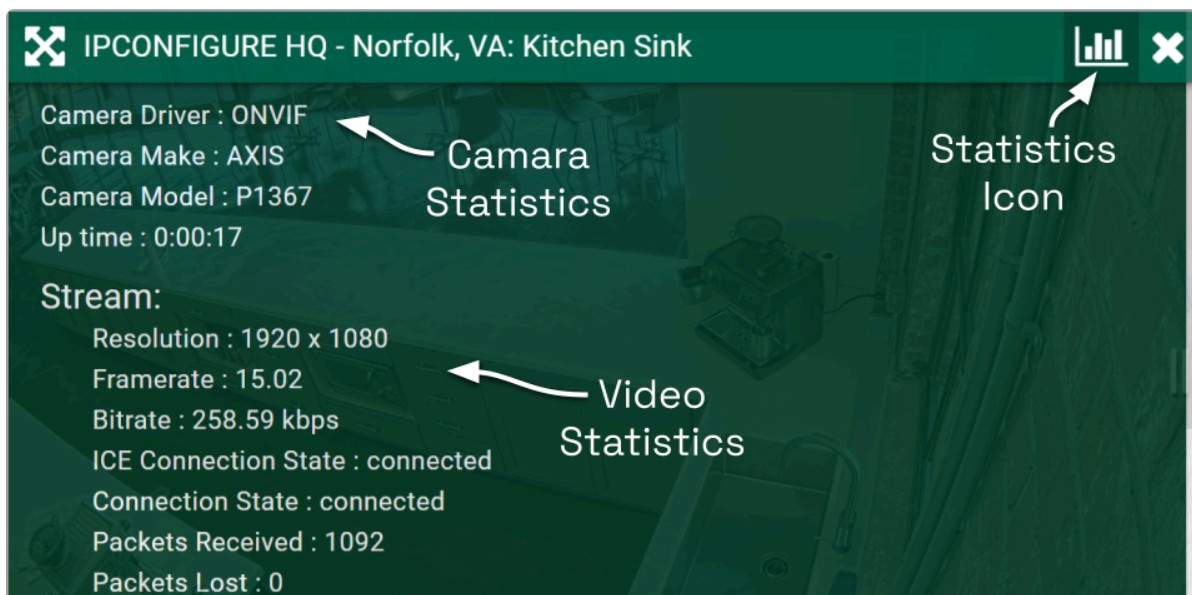 IPCONFIGURE HQ - Norfolk, VA: Kitchen Sink
Camera Driver : ONVIF
Camera Make : AXIS
Camera Model : P1367
Up time : 0:00:17
Camara
Statistics
Statistics
Icon
Stream:
Resolution : 1920 x 1080
Framerate : 15.02
Bitrate : 258.59 kbps
ICE Connection State : connected
Connection State : connected
Packets Received : 1092
Packets Lost : 0
Video
Statistics